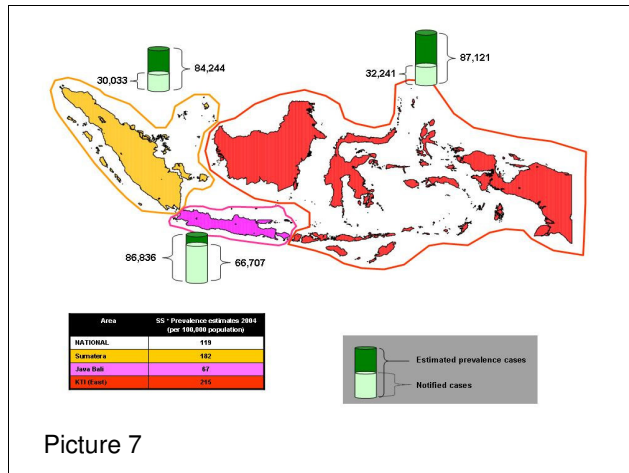 84,244
30,033
87,121
32,241
86,836
66,707
Area SS + Prevalence estimates 2004
(per 100,000 population)
NATIONAL 119
Sumatera 182
Java Bali 67
KTI (East) 215
Estimated prevalence cases
Notified cases
Picture 7